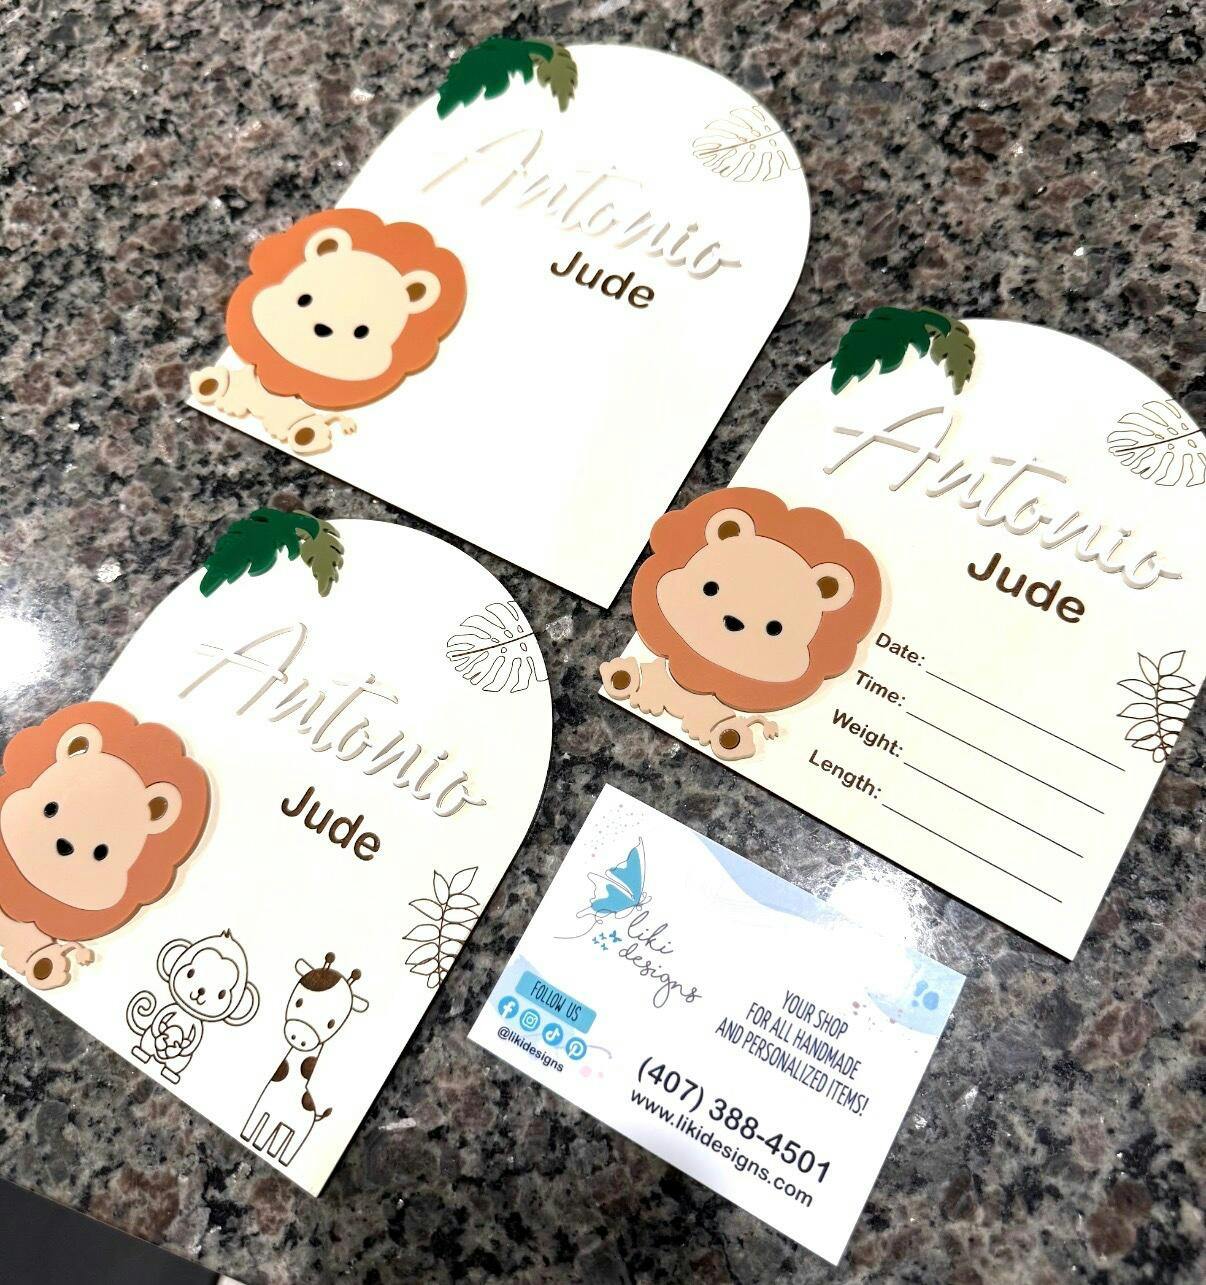 Antonio
Jude
Antonio
Jude
Date:
Time:
Weight:
Length:
Antonio
Jude
liki
designs
FOLLOW US
@likidesigns
YOUR SHOP
FOR ALL HANDMADE
AND PERSONALIZED ITEMS!
(407) 388-4501
www.likidesigns.com